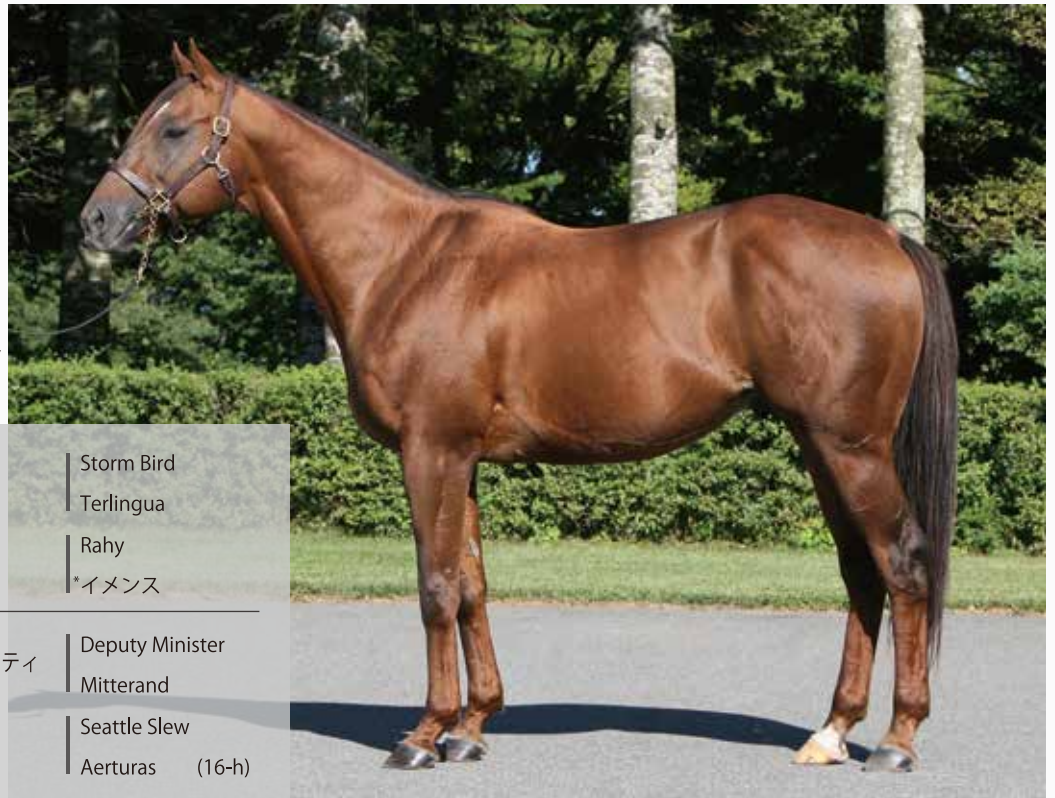 Storm Bird
Terlingua
Rahy
*イメンス
ティ
Deputy Minister
Mitterand
Seattle Slew
Aerturas (16-h)